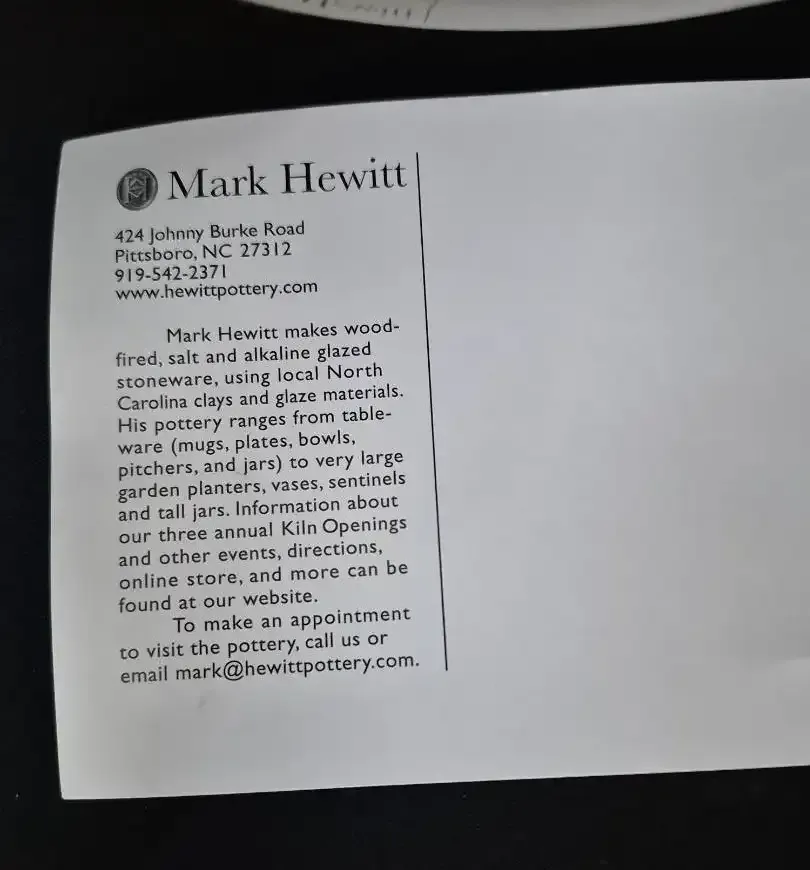 Mark Hewitt
424 Johnny Burke Road
Pittsboro, NC 27312
919-542-2371
www.hewittpottery.com
Mark Hewitt makes wood-
fired, salt and alkaline glazed
stoneware, using local North
Carolina clays and glaze materials.
His pottery ranges from table-
ware (mugs, plates, bowls,
pitchers, and jars) to very large
garden planters, vases, sentinels
and tall jars. Information about
our three annual Kiln Openings
and other events, directions,
online store, and more can be
found at our website.
To make an appointment
to visit the pottery, call us or
email mark@hewittpottery.com.